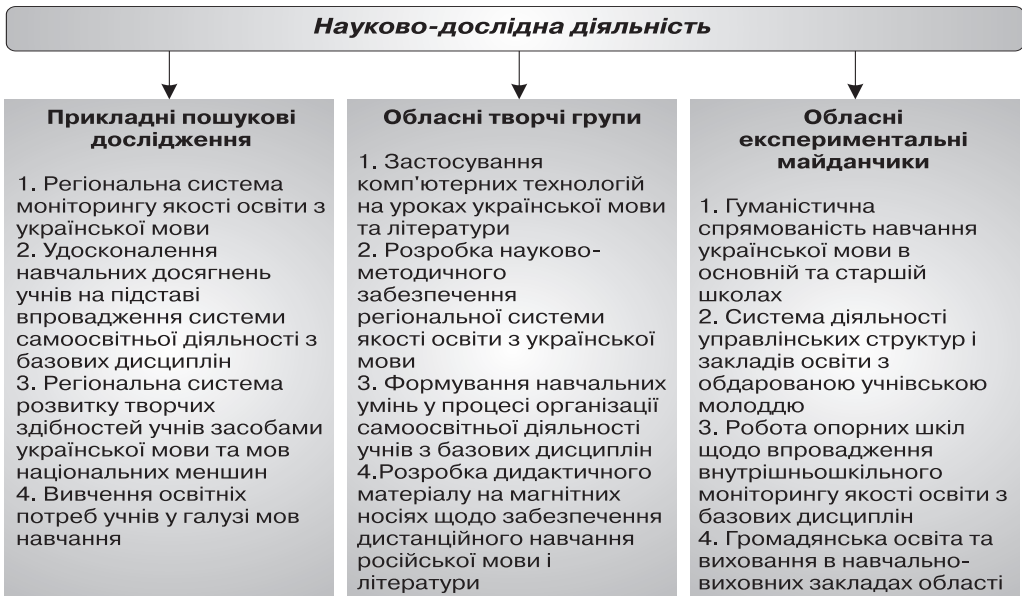 Науково-дослідна діяльність
Прикладні пошукові
дослідження
1. Регіональна система
моніторингу якості освіти з
української мови
2. Удосконалення
навчальних досягнень
учнів на підставі
впровадження системи
самоосвітньої діяльності з
базових дисциплін
3. Регіональна система
розвитку творчих
здібностей учнів засобами
української мови та мов
національних меншин
4. Вивчення освітніх
потреб учнів у галузі мов
навчання
Обласні творчі групи
1. Застосування
комп'ютерних технологій
на уроках української мови
та літератури
2. Розробка науково-
методичного
забезпечення
регіональної системи
якості освіти з української
мови
3. Формування навчальних
умінь у процесі організації
самоосвітньої діяльності
учнів з базових дисциплін
4.Розробка дидактичного
матеріалу на магнітних
носіях щодо забезпечення
дистанційного навчання
російської мови і
літератури
Обласні
експериментальні
майданчики
1. Гуманістична
спрямованість навчання
української мови в
основній та старшій
школах
2. Система діяльності
управлінських структур і
закладів освіти з
обдарованою учнівською
молоддю
3. Робота опорних шкіл
щодо впровадження
внутрішньошкільного
моніторингу якості освіти з
базових дисциплін
4. Громадянська освіта та
виховання в навчально-
виховних закладах області